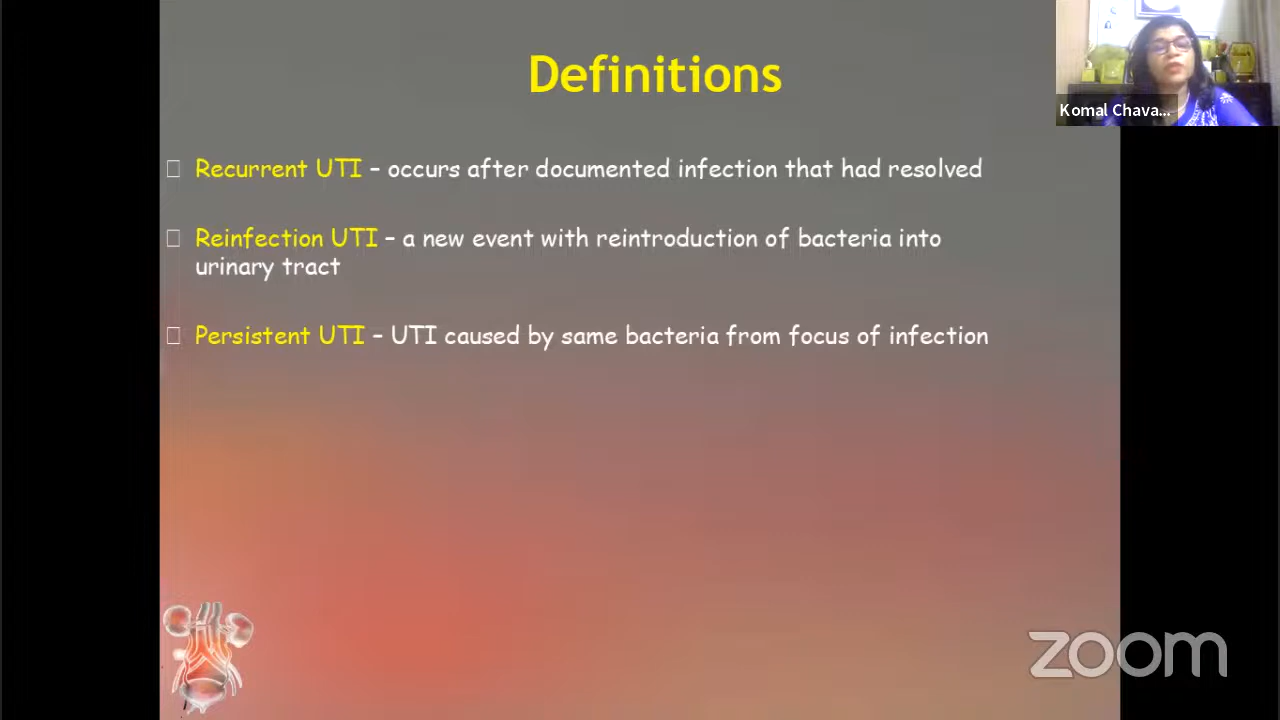 Definitions
Komal Chava...
Recurrent UTI – occurs after documented infection that had resolved
Reinfection UTI – a new event with reintroduction of bacteria into
urinary tract
Persistent UTI – UTI caused by same bacteria from focus of infection
zoom